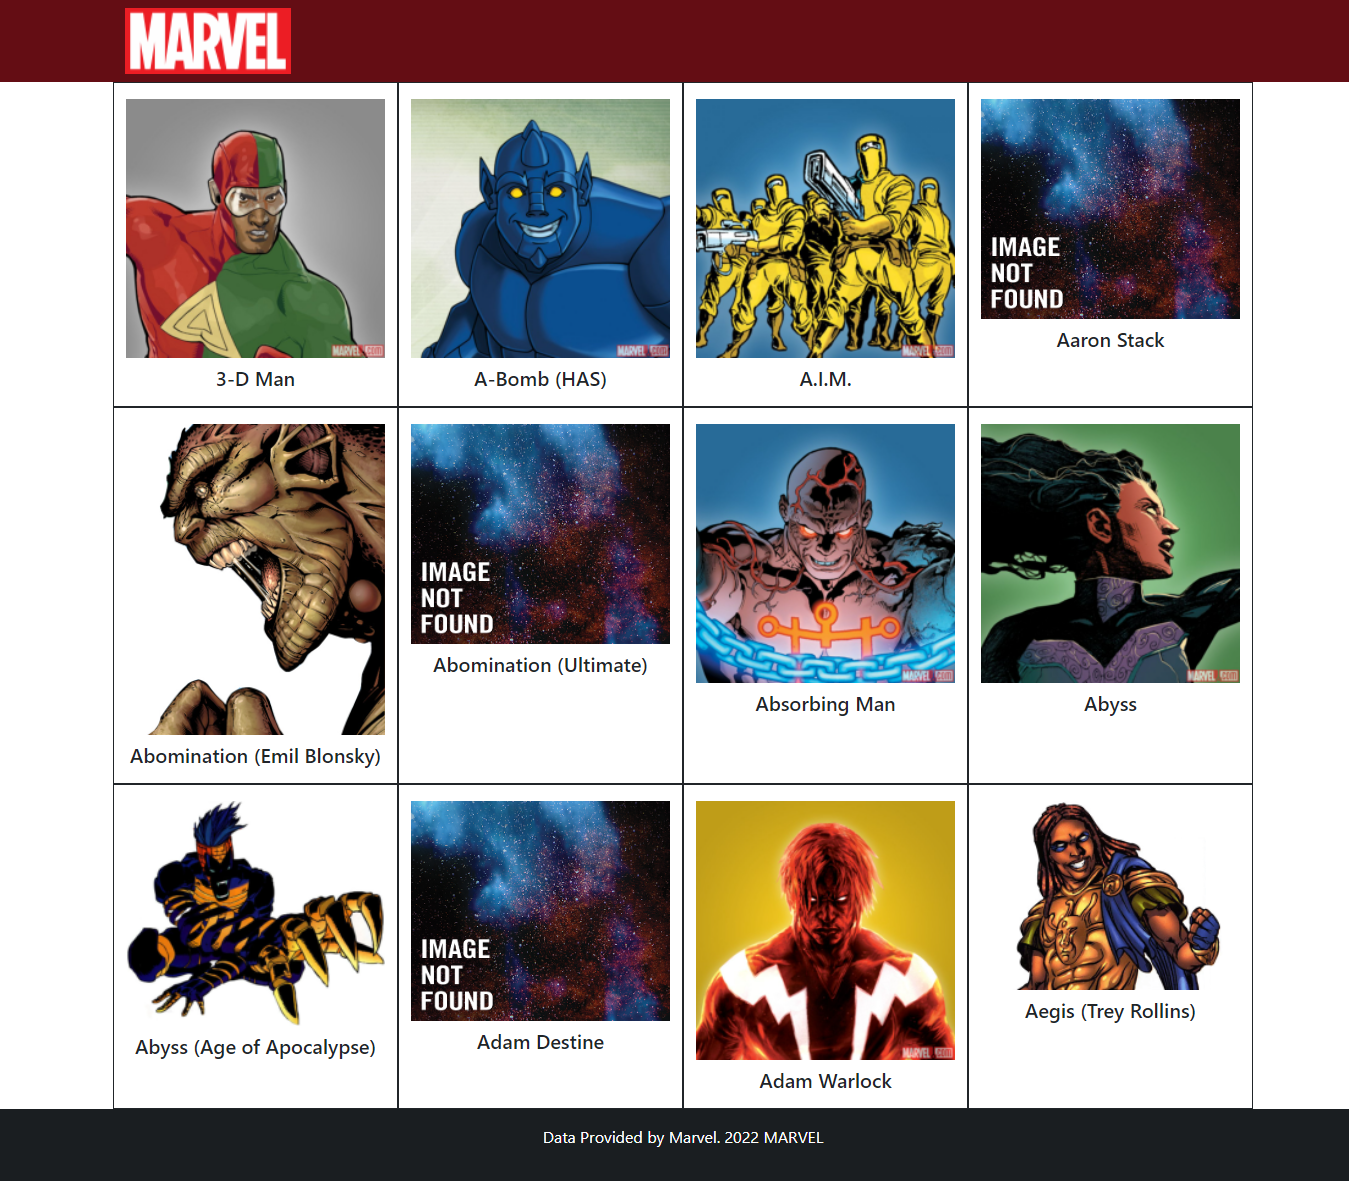 MARVEL
MARVEL.com
MARVEL.com
MARVEL.com
IMAGE
NOT
FOUND
3-D Man
A-Bomb (HAS)
A.I.M.
Aaron Stack
IMAGE
NOT
FOUND
MARVEL.com
MARVEL.com
Abomination (Emil Blonsky)
Abomination (Ultimate)
Absorbing Man
Abyss
IMAGE
NOT
FOUND
MARVEL.com
Abyss (Age of Apocalypse)
Adam Destine
Adam Warlock
Aegis (Trey Rollins)
Data Provided by Marvel. 2022 MARVEL